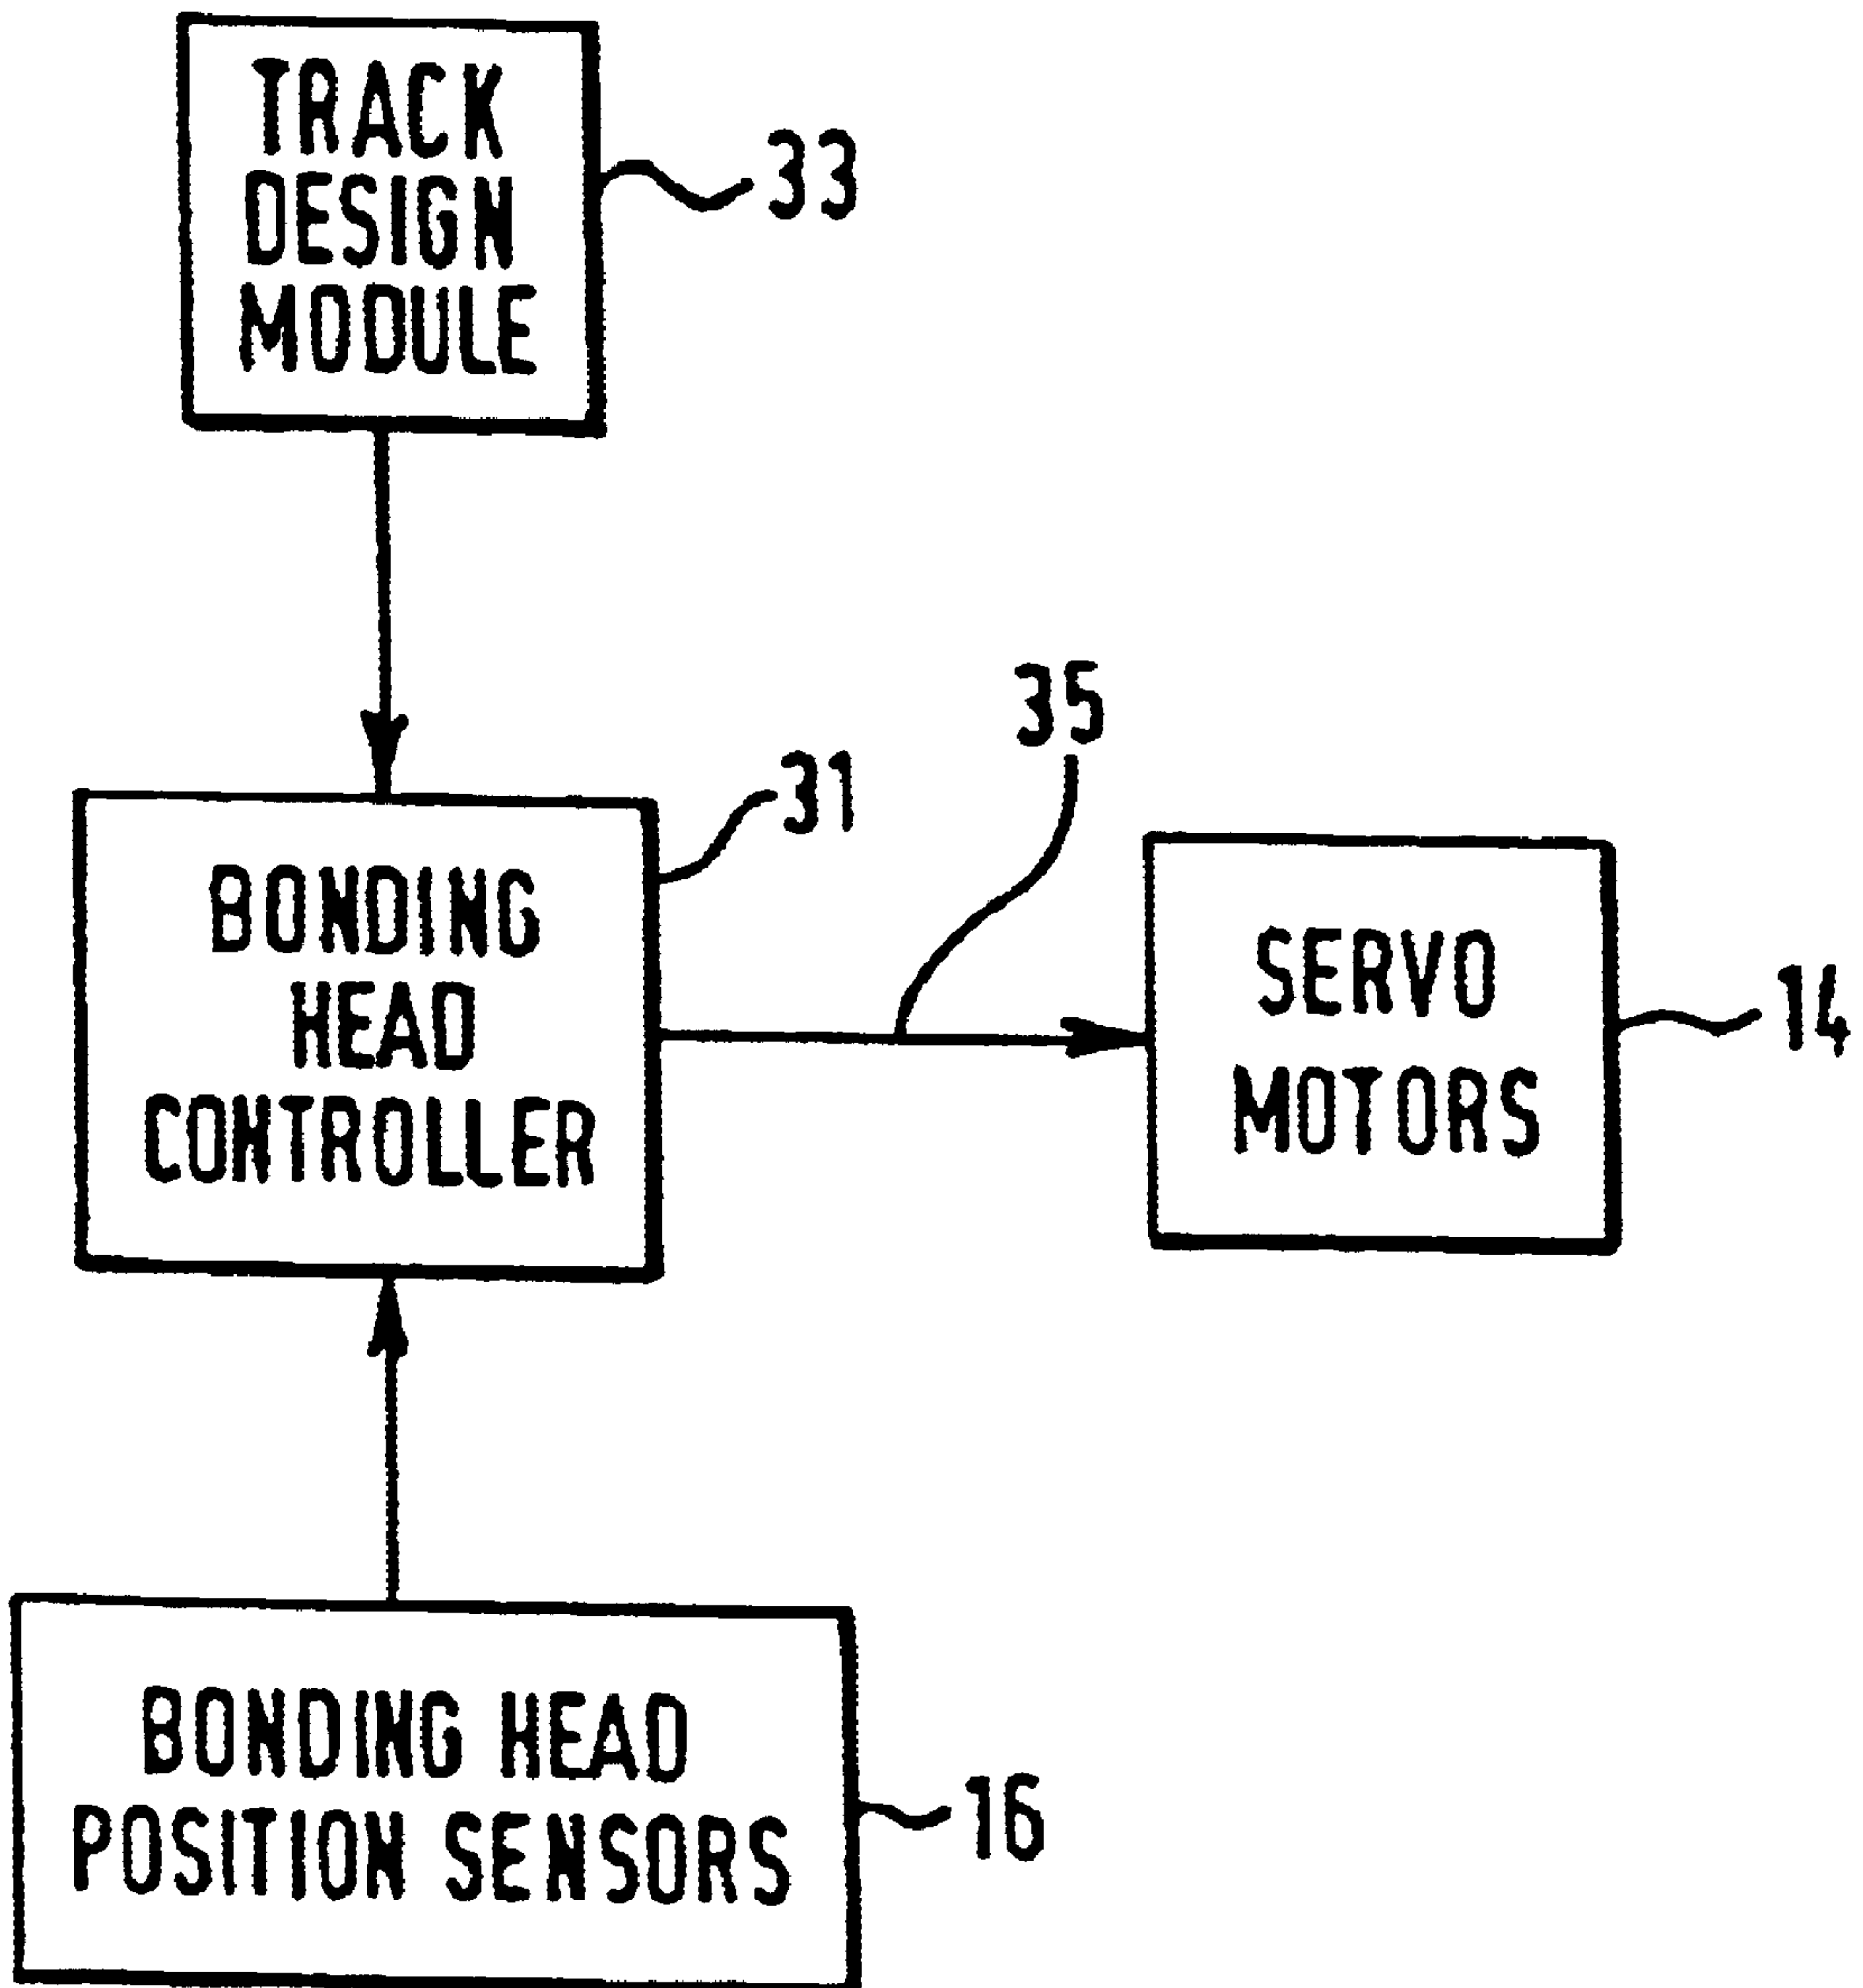 TRACK
DESIGN
MODULE
33
35
31
BONDING
HEAD
CONTROLLER
SERVO
MOTORS
14
BONDING HEAD
POSITION SENSORS
16